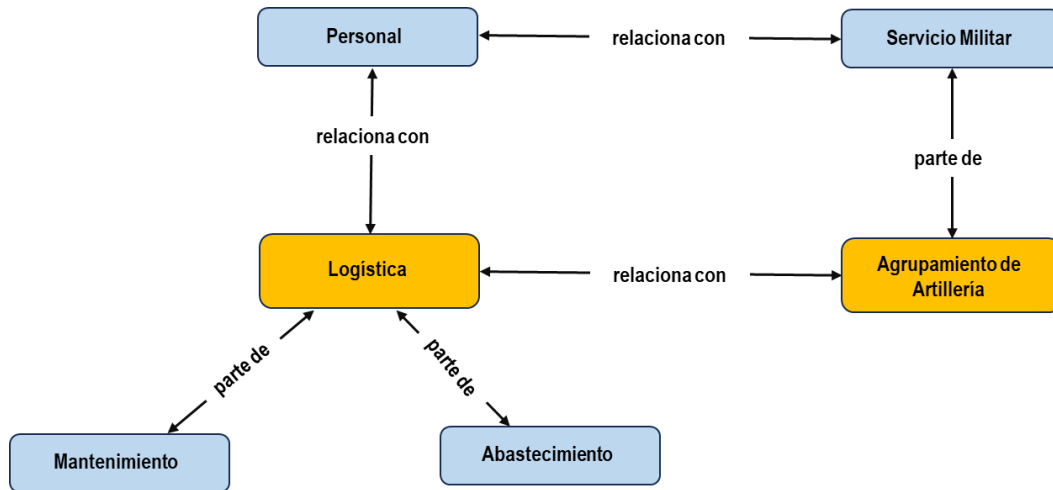 Personal
relaciona con
Servicio Militar
relaciona con
parte de
Logística
relaciona con
Agrupamiento de
Artillería
parte de
parte de
Mantenimiento
Abastecimiento